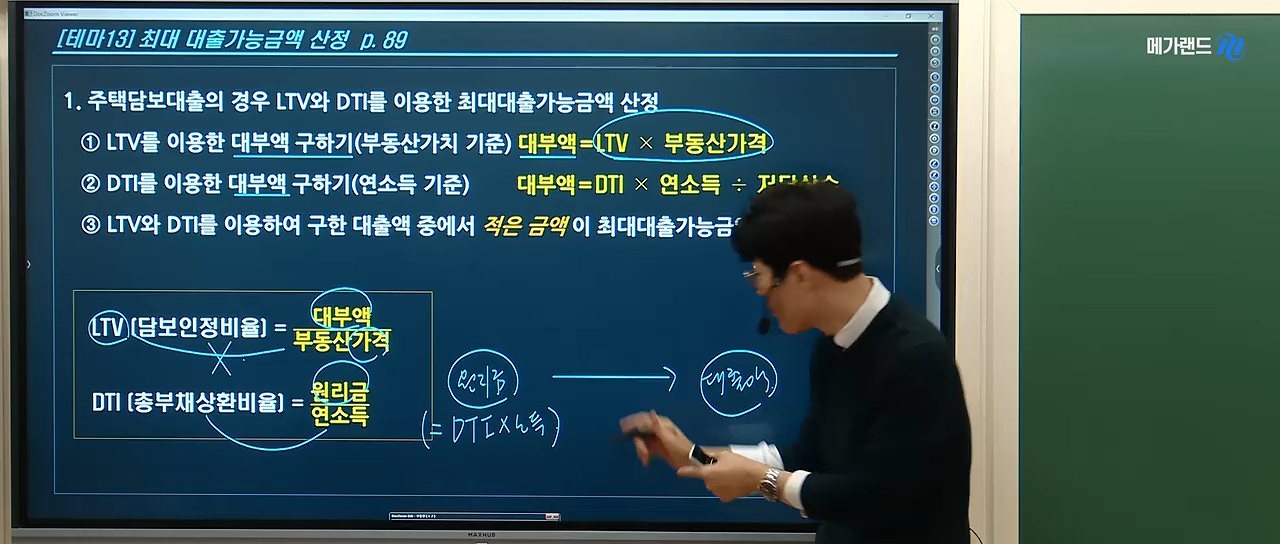 DocZoom Viewer
[테마13] 최대 대출가능금액 산정 p. 89
메가랜드
1. 주택담보대출의 경우 LTV와 DTI를 이용한 최대대출가능금액 산정
① LTV를 이용한 대부액 구하기(부동산가치 기준) 대부액=LTV × 부동산가격
② DTI를 이용한 대부액 구하기(연소득 기준) 대부액=DTI × 연소득 ÷
③ LTV와 DTI를 이용하여 구한 대출액 중에서 적은 금액이 최대대출가능금
LTV (담보인정비율) = 대부액
부동산가격
DTI (총부채상환비율) = 원리금
연소득
원리금 → 대출액
(= DTI × 소득)
MAXHUB